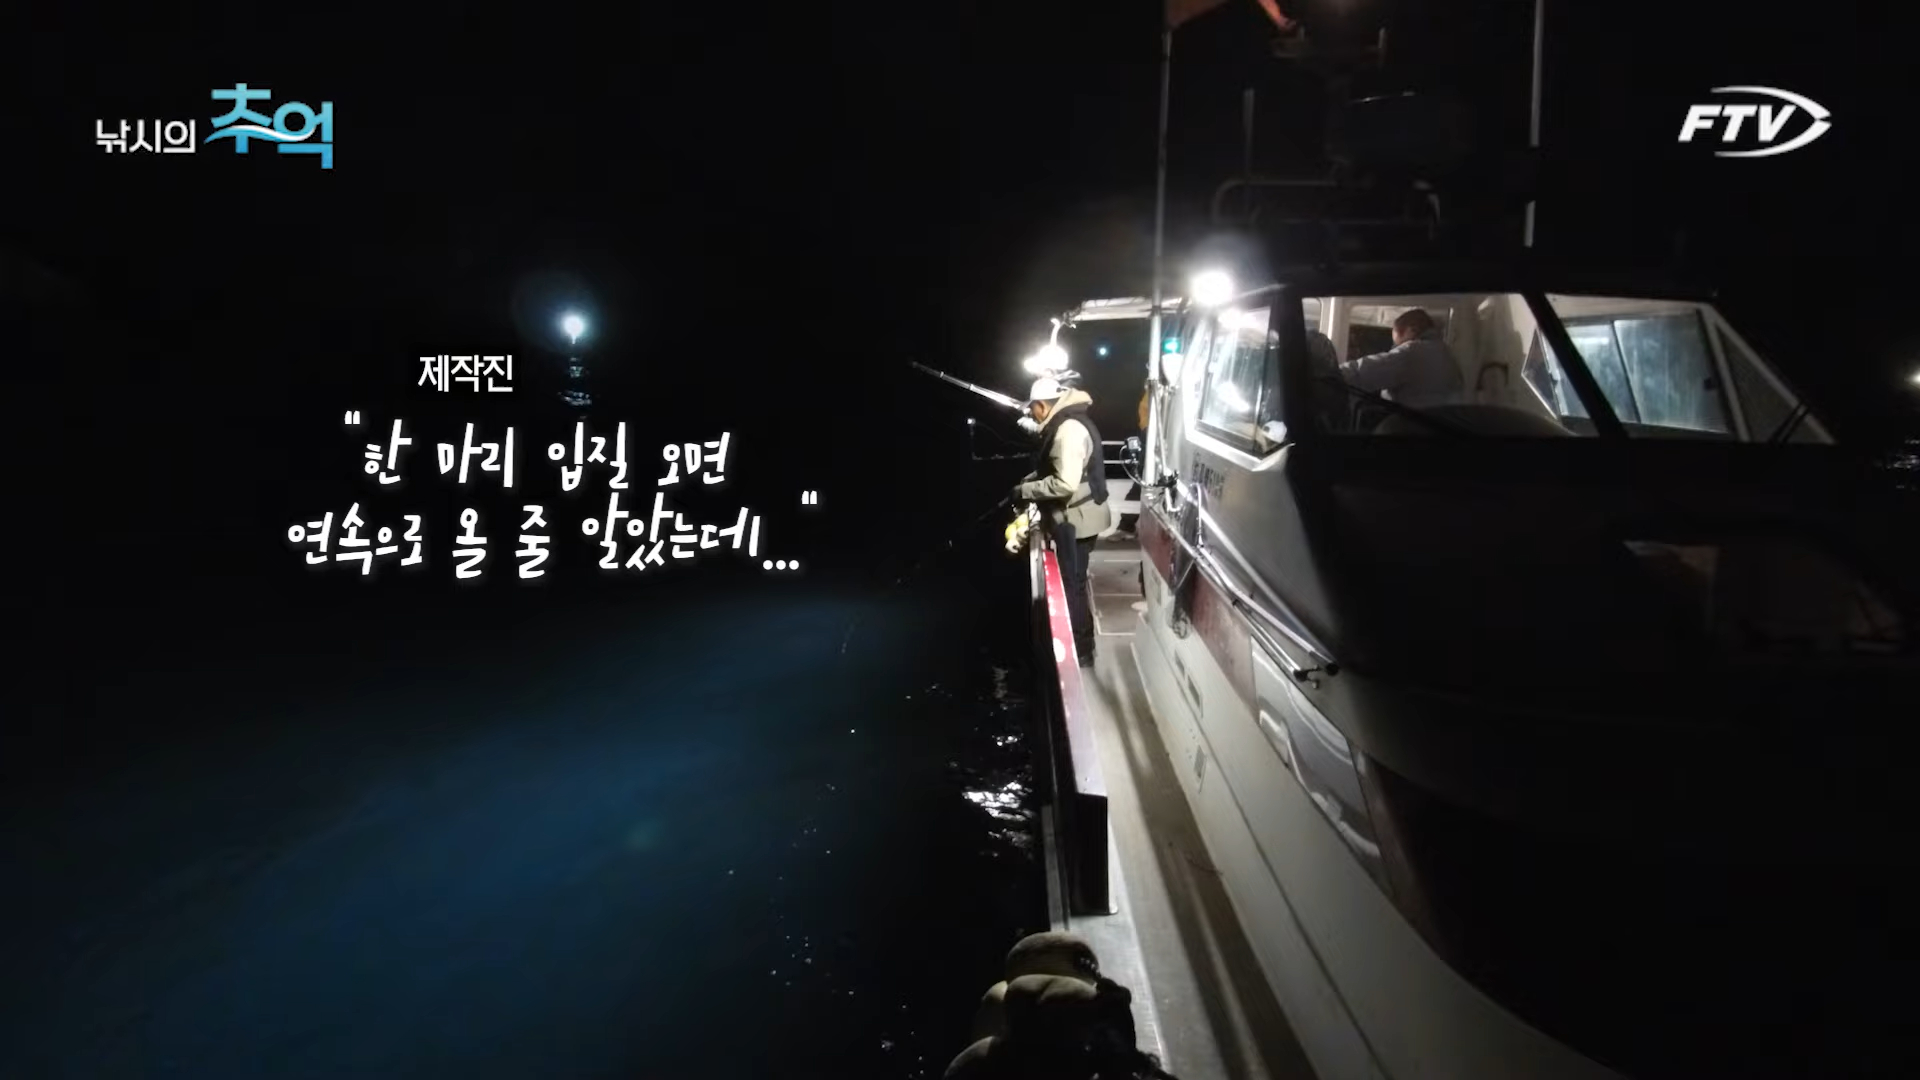 낚시의 추억
FTV
제작진
"한 마리 입질 오면
연속으로 올 줄 알았는데..."